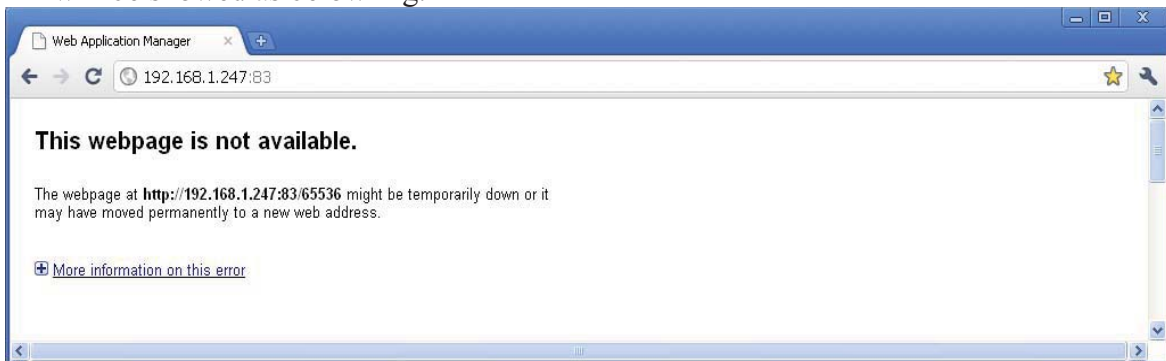 Web Application Manager
192.168.1.247:83
This webpage is not available.
The webpage at http://192.168.1.247:83/65536 might be temporarily down or it
may have moved permanently to a new web address.
More information on this error